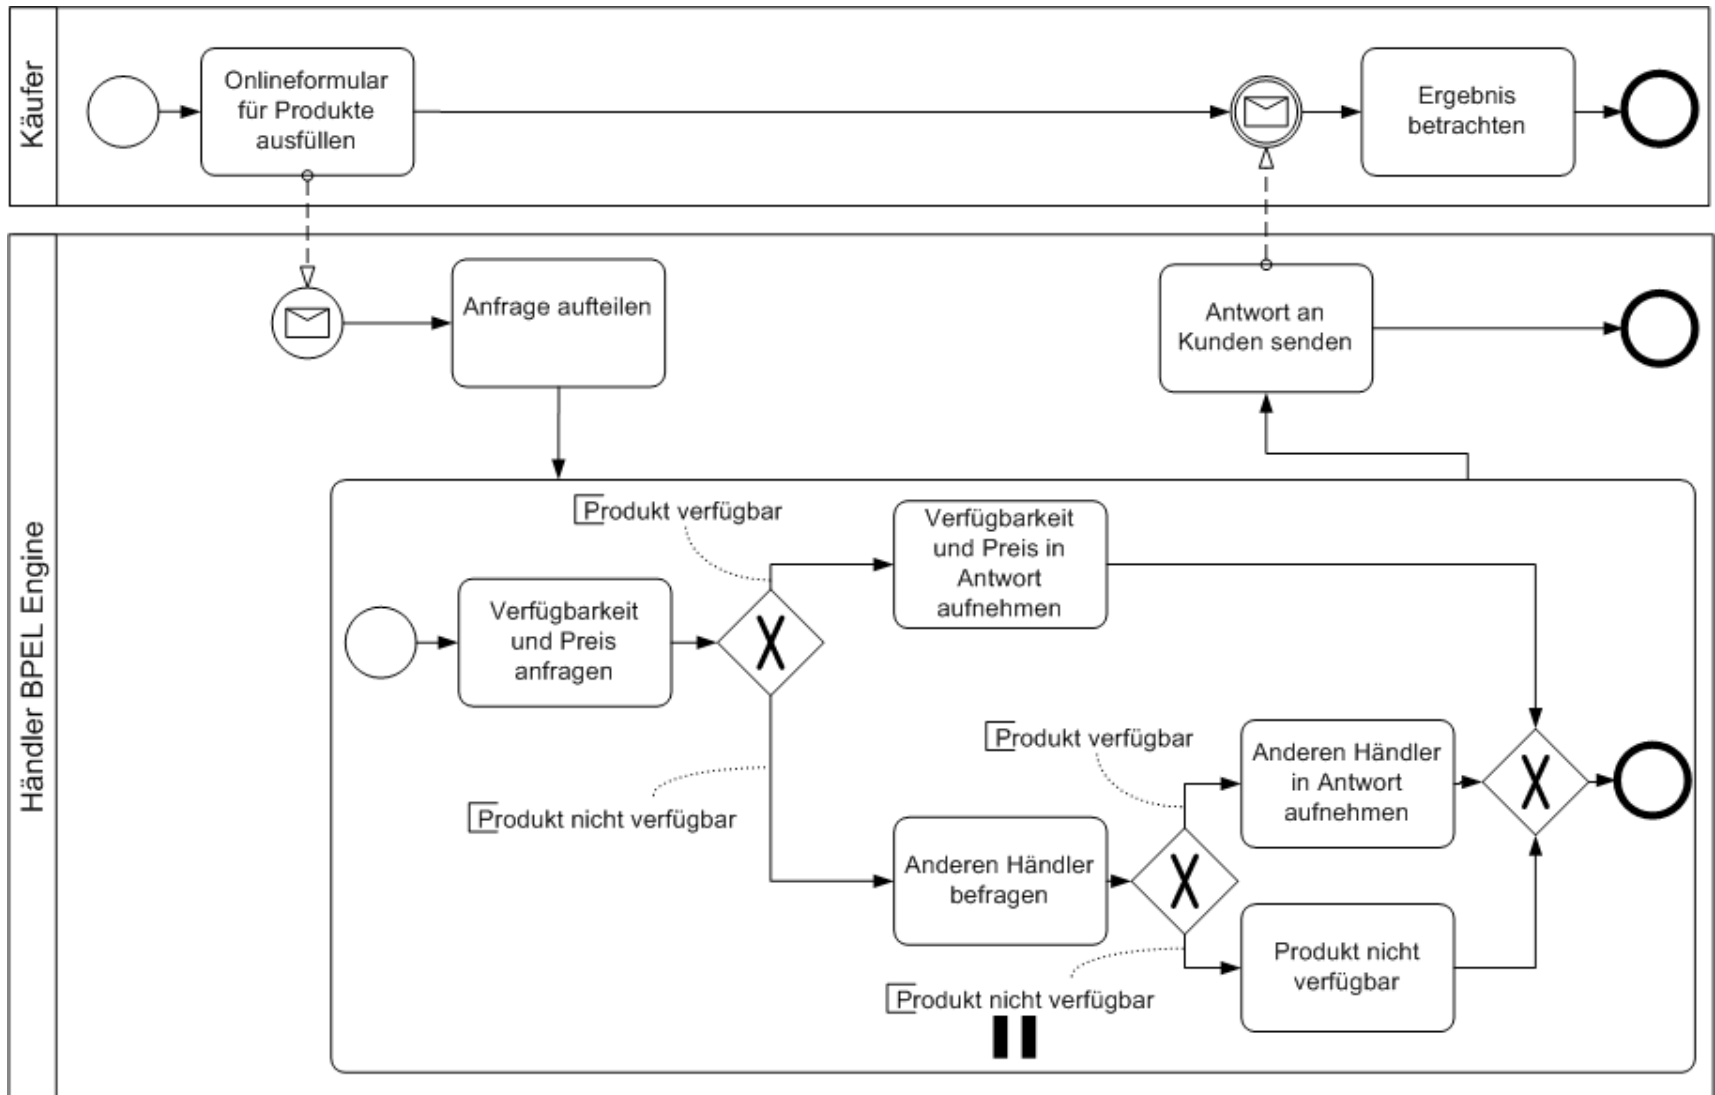 Käufer
Onlineformular
für Produkte
ausfüllen
Ergebnis
betrachten
Händler BPEL Engine
Anfrage aufteilen
Antwort an
Kunden senden
Produkt verfügbar
Verfügbarkeit
und Preis in
Antwort
aufnehmen
Verfügbarkeit
und Preis
anfragen
Produkt nicht verfügbar
Produkt verfügbar
Anderen Händler
in Antwort
aufnehmen
Anderen Händler
befragen
Produkt nicht
verfügbar
Produkt nicht verfügbar